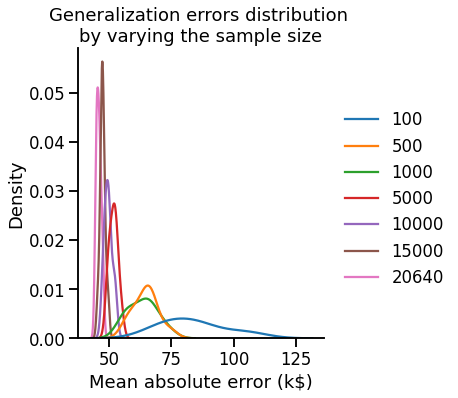 Generalization errors distribution
by varying the sample size
0.05
0.04
0.03
0.02
0.01
0.00
Density
50 75 100 125
Mean absolute error (k$)
100
500
1000
5000
10000
15000
20640